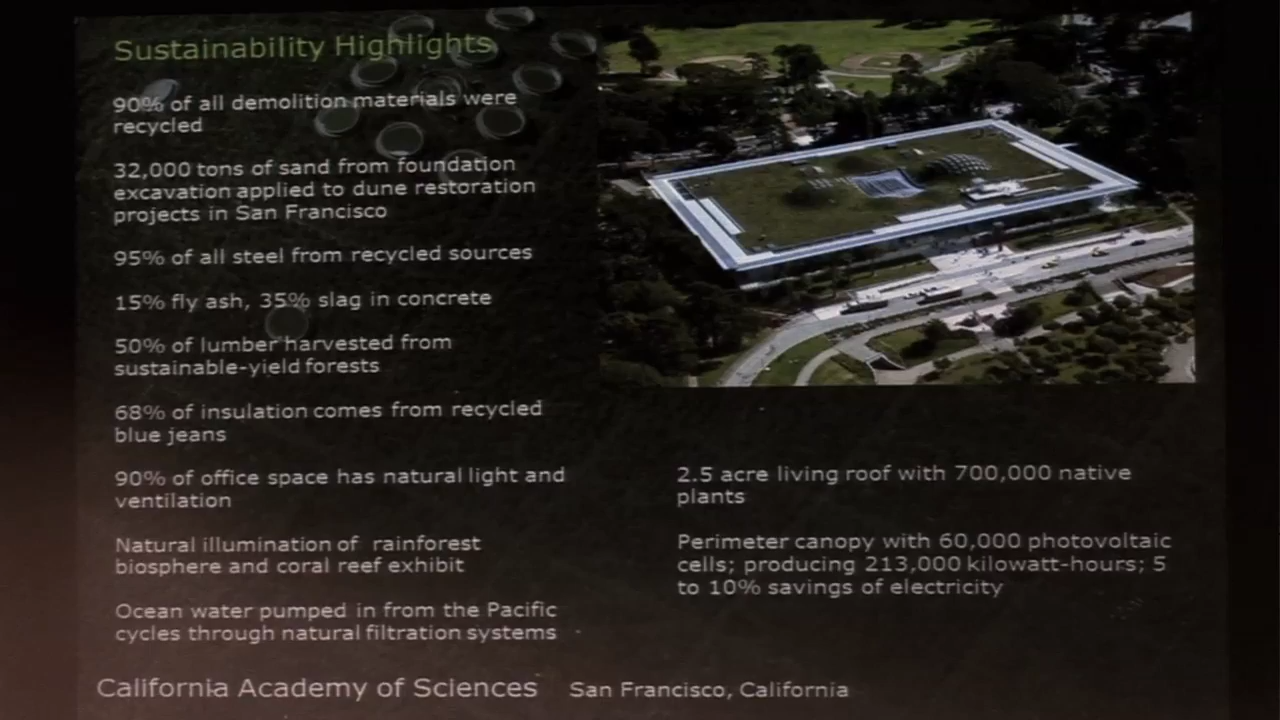 Sustainability Highlights
90% of all demolition materials were
recycled
32,000 tons of sand from foundation
excavation applied to dune restoration
projects in San Francisco
95% of all steel from recycled sources
15% fly ash, 35% slag in concrete
50% of lumber harvested from
sustainable-yield forests
68% of insulation comes from recycled
blue jeans
90% of office space has natural light and
ventilation
Natural illumination of rainforest
biosphere and coral reef exhibit
Ocean water pumped in from the Pacific
cycles through natural filtration systems
2.5 acre living roof with 700,000 native
plants
Perimeter canopy with 60,000 photovoltaic
cells; producing 213,000 kilowatt-hours; 5
to 10% savings of electricity
California Academy of Sciences San Francisco, California